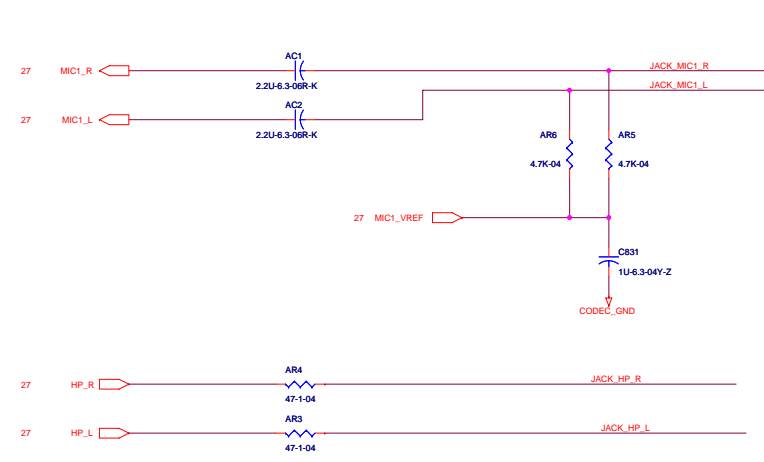 AC1
JACK_MIC1_R
27 MIC1_R
2.2U-6.3-06R-K
JACK_MIC1_L
AC2
27 MIC1_L
2.2U-6.3-06R-K
AR6 AR5
4.7K-04 4.7K-04
27 MIC1_VREF
C831
1U-6.3-04Y-Z
CODEC_GND
AR4
JACK_HP_R
27 HP_R
47-1-04
AR3
JACK_HP_L
27 HP_L
47-1-04